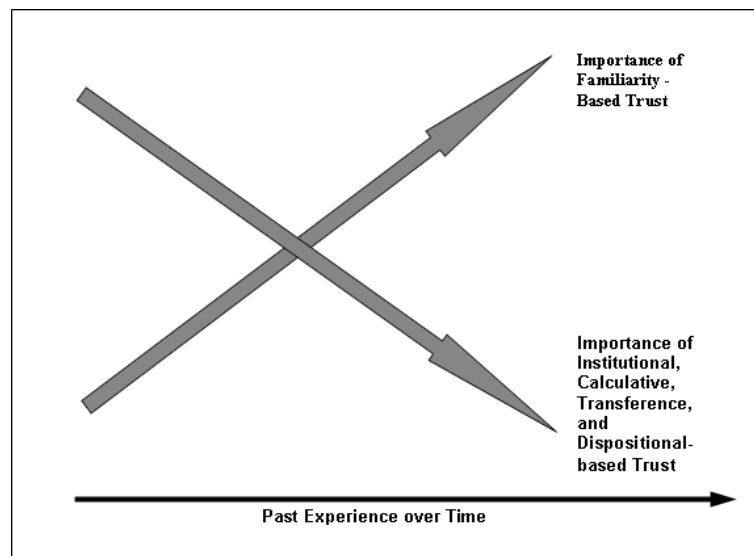 Importance of
Familiarity -
Based Trust
Importance of
Institutional,
Calculative,
Transference,
and
Dispositional-
based Trust
Past Experience over Time